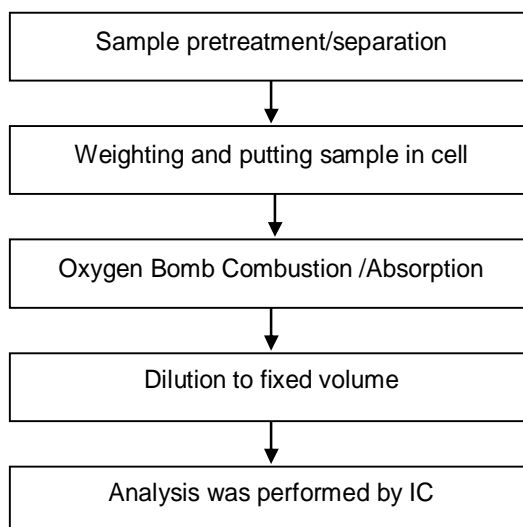 Sample pretreatment/separation
Weighting and putting sample in cell
Oxygen Bomb Combustion /Absorption
Dilution to fixed volume
Analysis was performed by IC